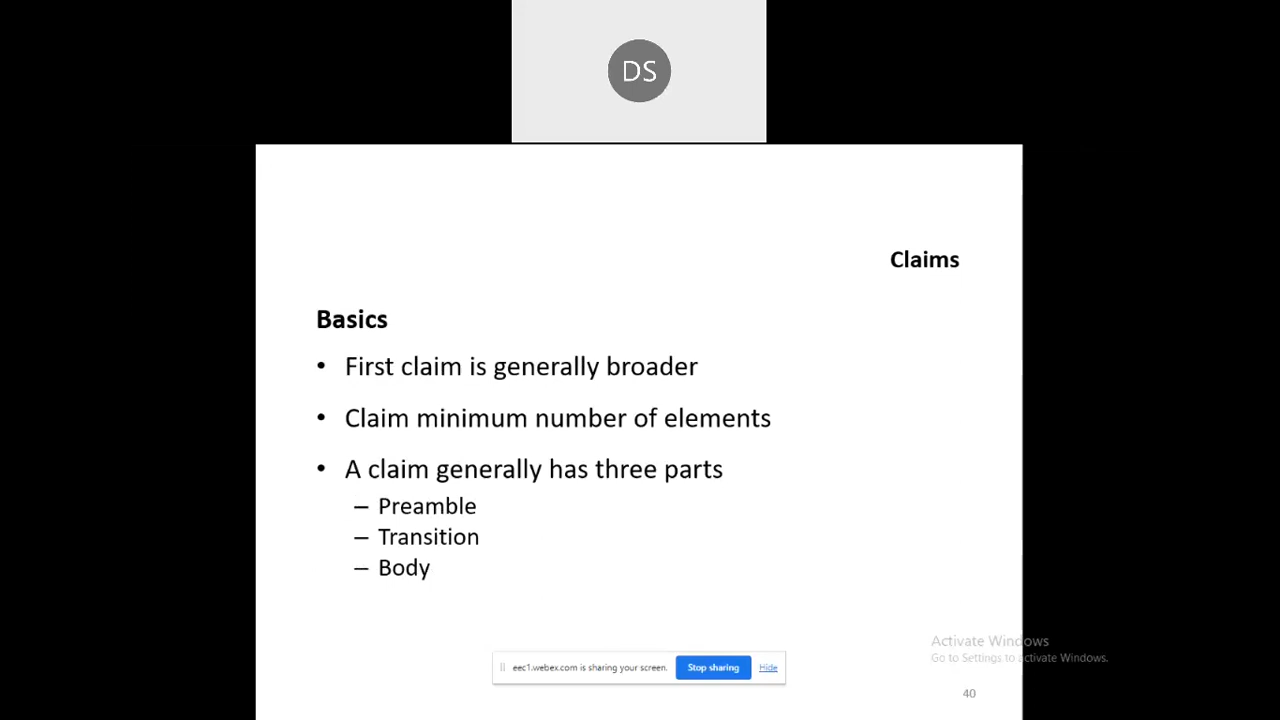 DS
Claims
Basics
• First claim is generally broader
• Claim minimum number of elements
• A claim generally has three parts
– Preamble
– Transition
– Body
Activate Windows
Go to Settings to activate Windows.
eec1.webex.com is sharing your screen. Stop sharing Hide
40